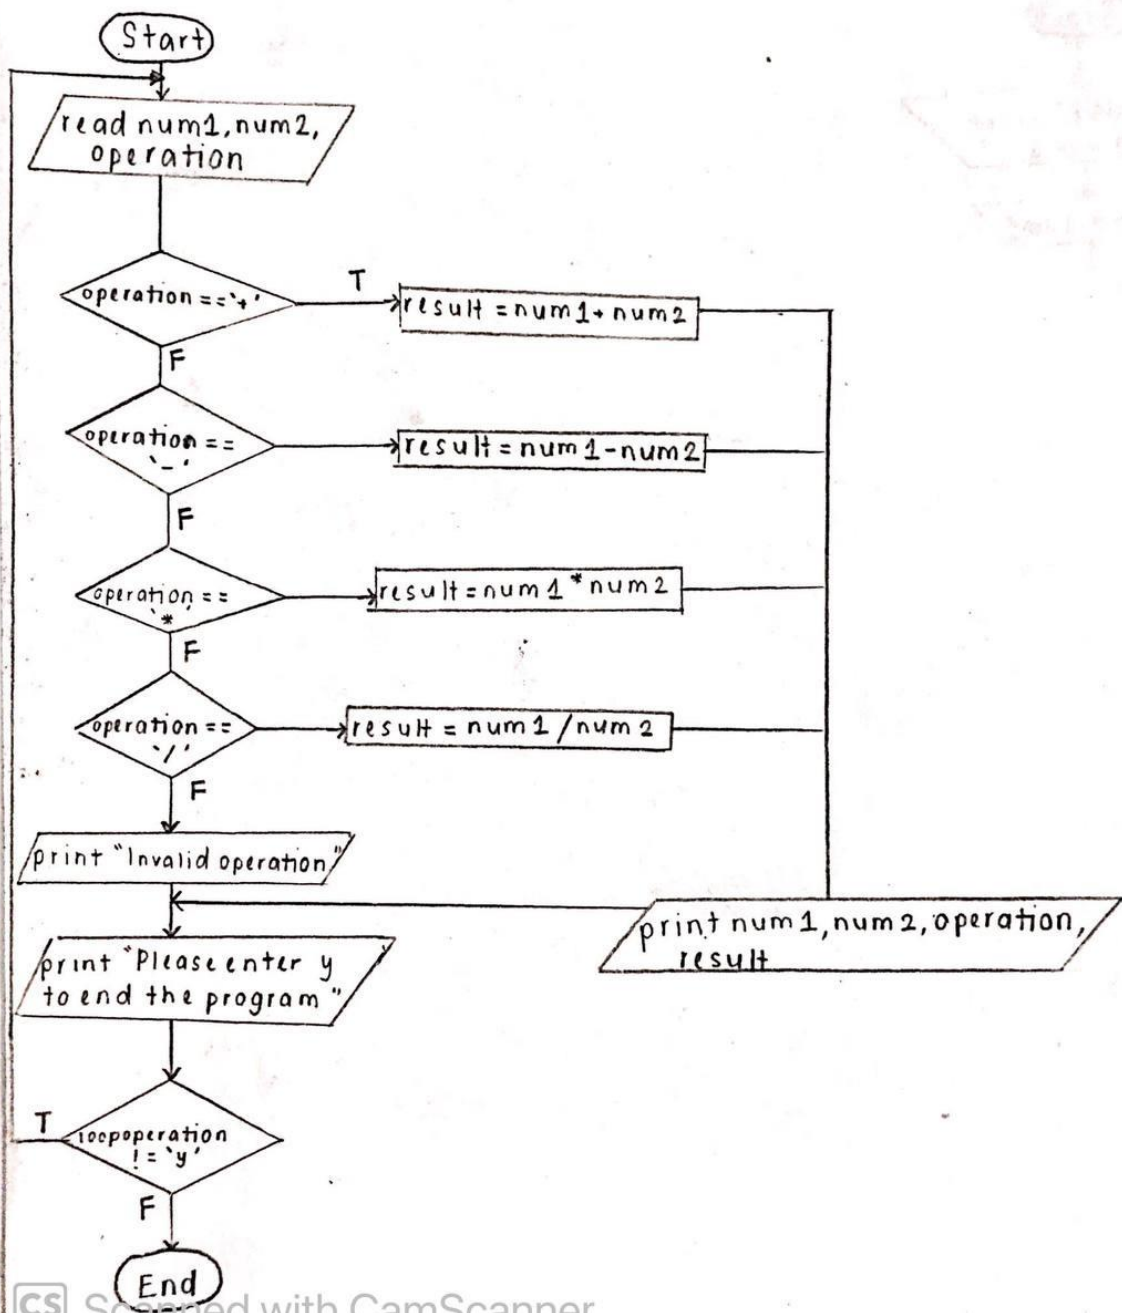 Start
read num1, num2,
operation
operation == '+'
T
result = num1 + num2
F
operation ==
'-'
result = num1 - num2
F
operation ==
'*'
result = num1 * num2
F
operation ==
'/'
result = num1 / num2
F
print "Invalid operation"
print num1, num2, operation,
result
print "Please enter y
to end the program"
T
loopoperation
!= 'y'
F
End
CS Scanned with CamScanner